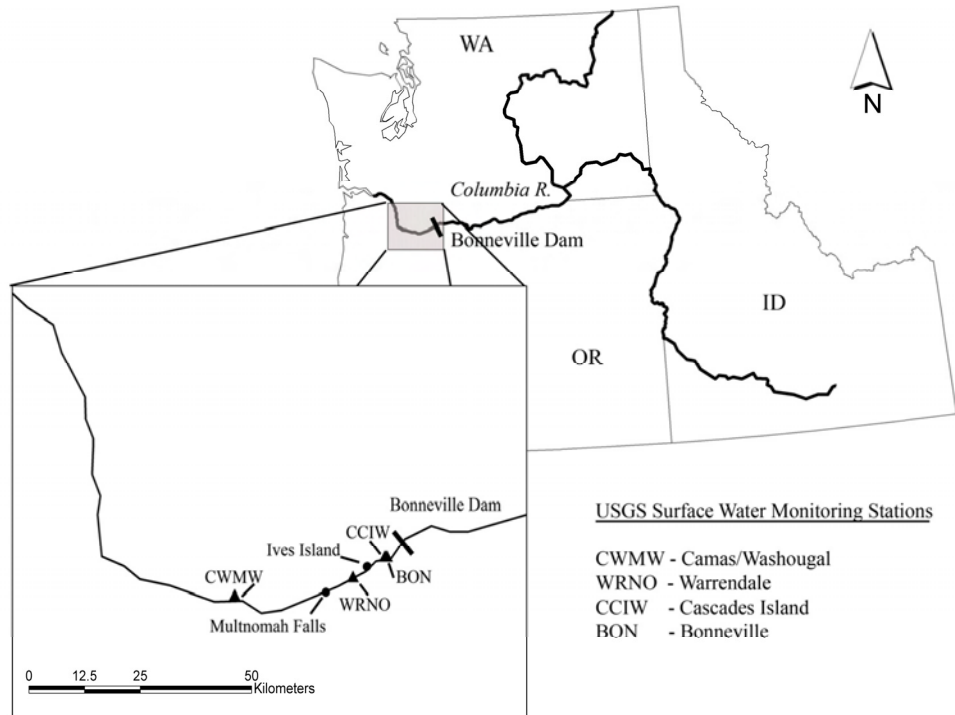 WA
N
Columbia R.
Bonneville Dam
ID
OR
Bonneville Dam
CCIW
Ives Island
BON
CWMW
WRNO
Multnomah Falls
0 12.5 25 50
Kilometers
USGS Surface Water Monitoring Stations
CWMW - Camas/Washougal
WRNO - Warrendale
CCIW - Cascades Island
BON - Bonneville